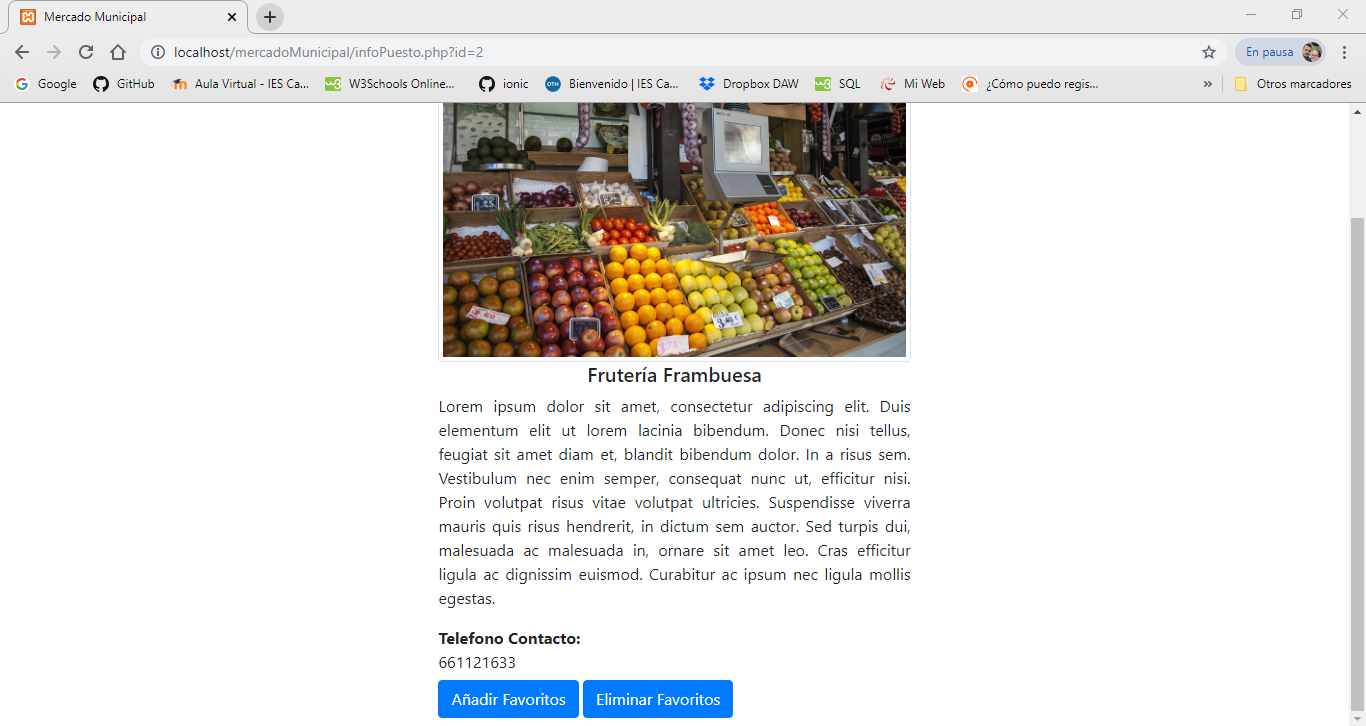 Mercado Municipal
localhost/mercadoMunicipal/infoPuesto.php?id=2
En pausa
Google
GitHub
Aula Virtual - IES Ca...
W3Schools Online...
ionic
Bienvenido | IES Ca...
Dropbox DAW
SQL
Mi Web
¿Cómo puedo regis...
»
Otros marcadores
Frutería Frambuesa
Lorem ipsum dolor sit amet, consectetur adipiscing elit. Duis
elementum elit ut lorem lacinia bibendum. Donec nisi tellus,
feugiat sit amet diam et, blandit bibendum dolor. In a risus sem.
Vestibulum nec enim semper, consequat nunc ut, efficitur nisi.
Proin volutpat risus vitae volutpat ultricies. Suspendisse viverra
mauris quis risus hendrerit, in dictum sem auctor. Sed turpis dui,
malesuada ac malesuada in, ornare sit amet leo. Cras efficitur
ligula ac dignissim euismod. Curabitur ac ipsum nec ligula mollis
egestas.
Telefono Contacto:
661121633
Añadir Favoritos
Eliminar Favoritos